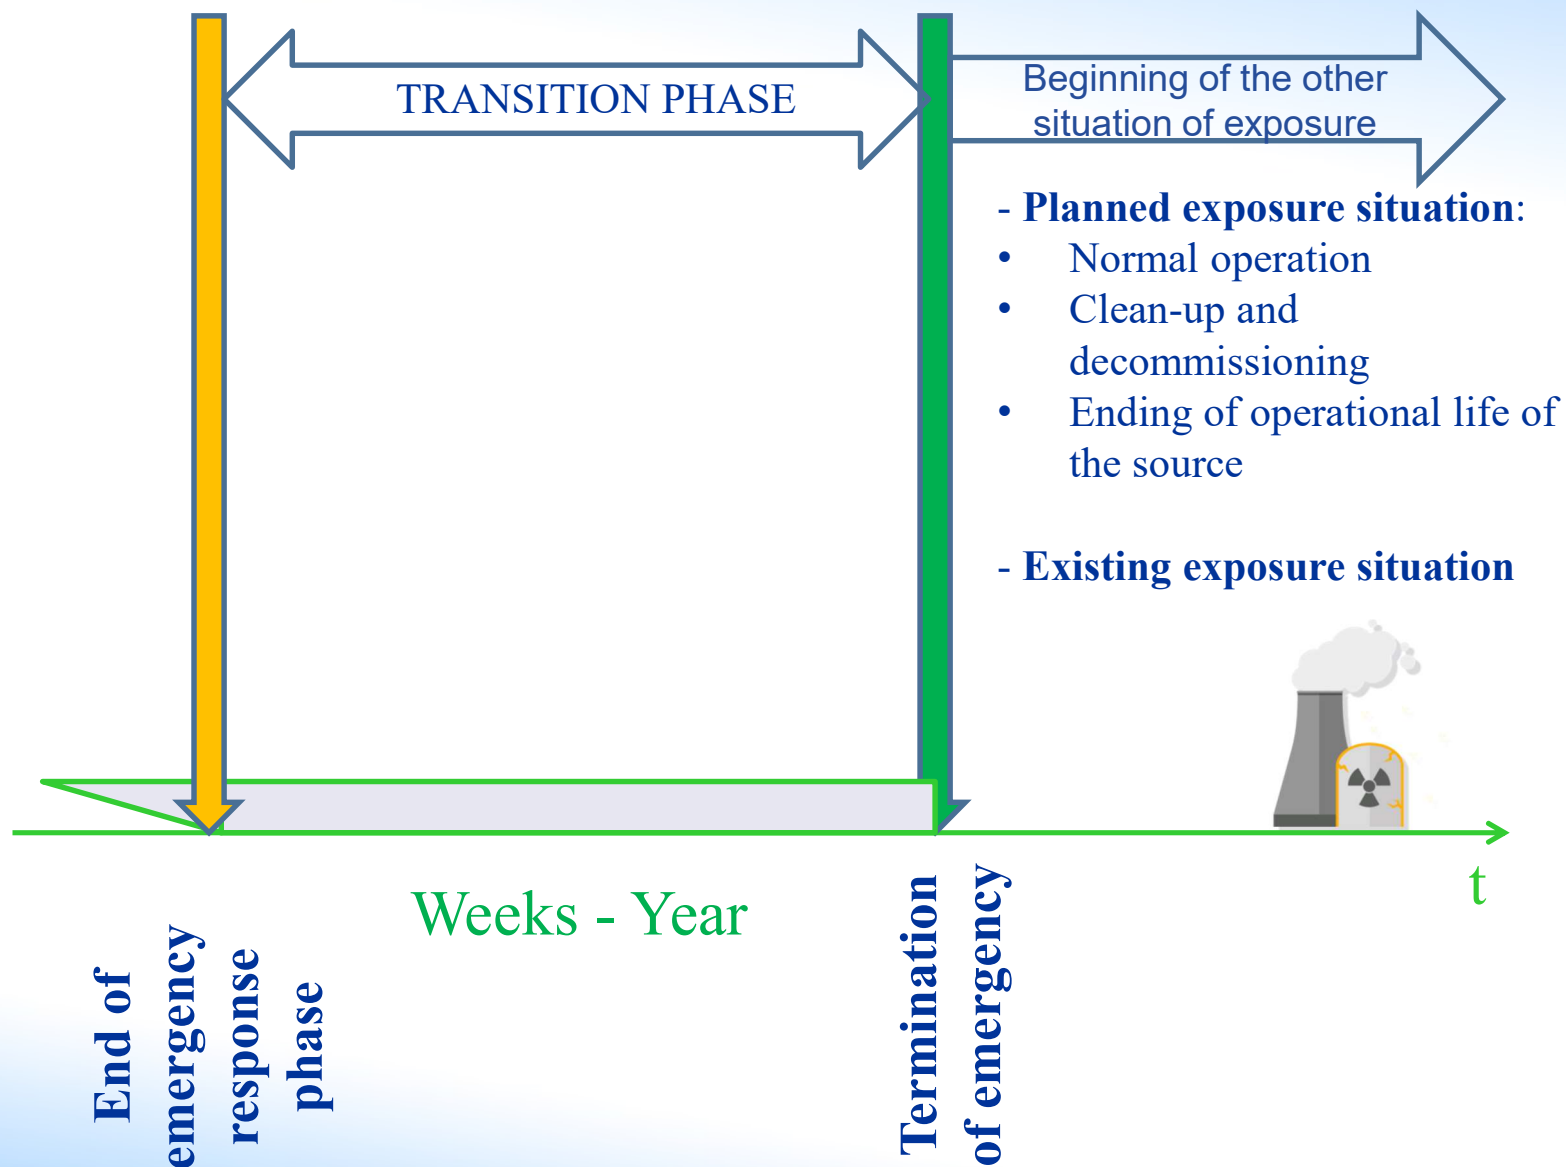 TRANSITION PHASE
Beginning of the other
situation of exposure
- Planned exposure situation:
• Normal operation
• Clean-up and
decommissioning
• Ending of operational life of
the source
- Existing exposure situation
t
Weeks - Year
End of
emergency
response
phase
Termination
of emergency